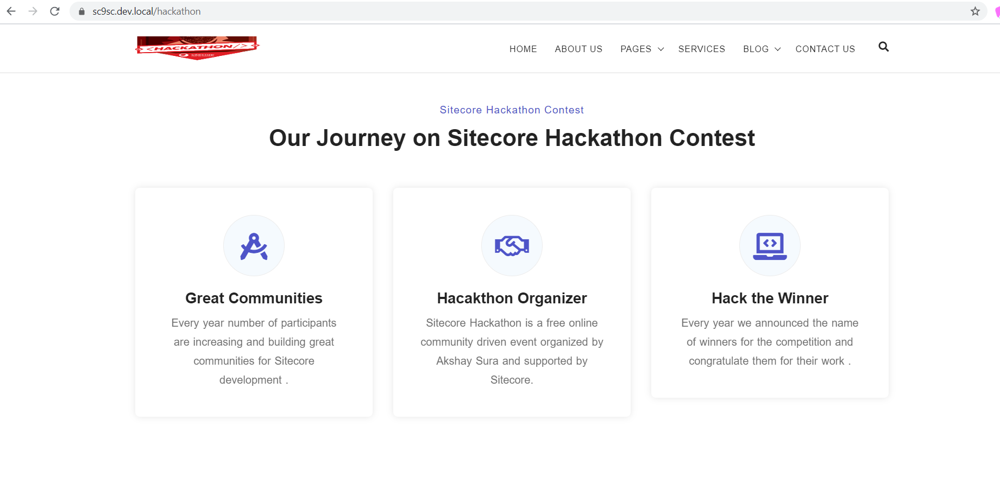 sc9sc.dev.local/hackathon
<HACKATHON/>
sitecore
HOME ABOUT US PAGES SERVICES BLOG CONTACT US
Sitecore Hackathon Contest
Our Journey on Sitecore Hackathon Contest
Great Communities
Every year number of participants
are increasing and building great
communities for Sitecore
development .
Hacakthon Organizer
Sitecore Hackathon is a free online
community driven event organized by
Akshay Sura and supported by
Sitecore.
Hack the Winner
Every year we announced the name
of winners for the competition and
congratulate them for their work .